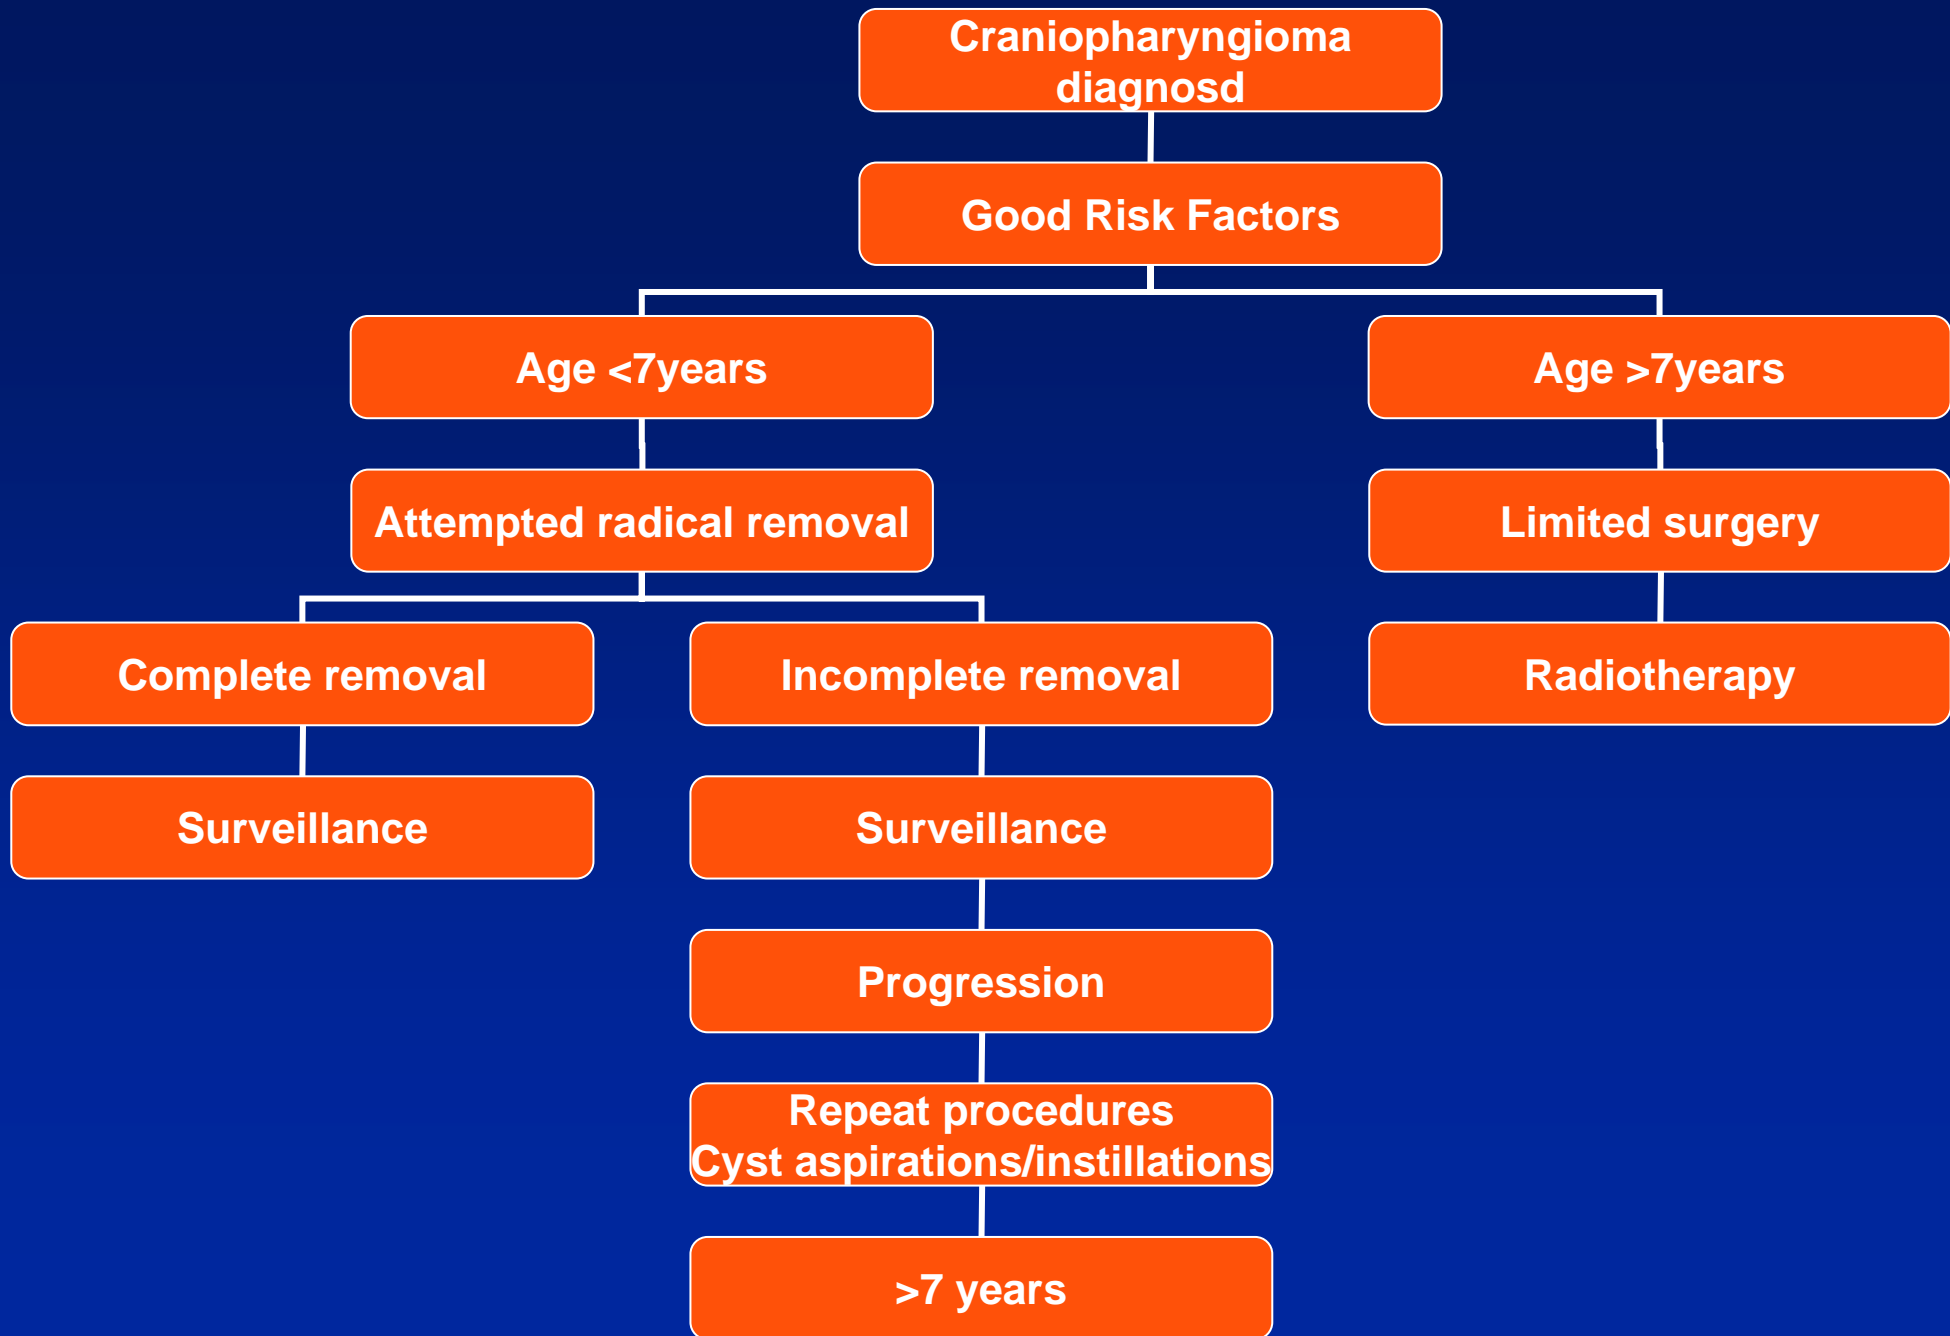 Craniopharyngioma
diagnosd
Good Risk Factors
Age <7years
Age >7years
Attempted radical removal
Limited surgery
Complete removal
Incomplete removal
Radiotherapy
Surveillance
Surveillance
Progression
Repeat procedures
Cyst aspirations/instillations
>7 years